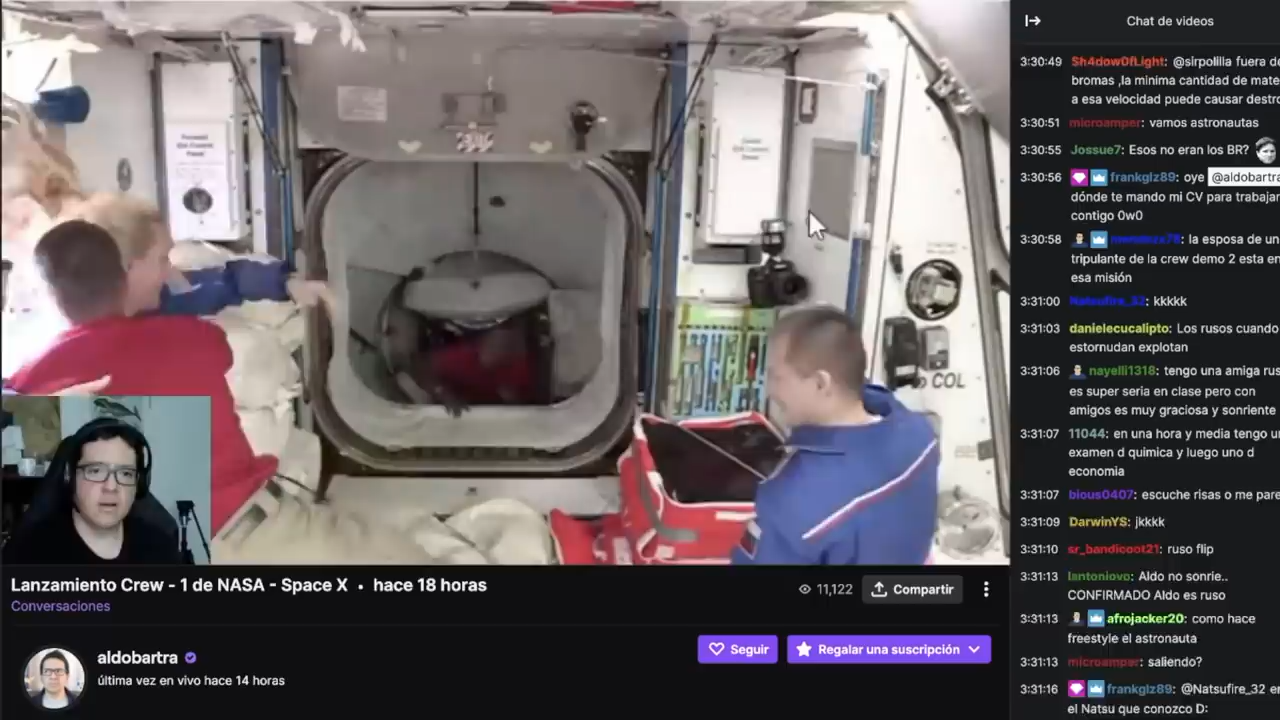 Chat de videos
3:30:49 Sh4dowOfLight: @sirpolilla fuera de
bromas ,la minima cantidad de mate
a esa velocidad puede causar destro
3:30:51 microamper: vamos astronautas
3:30:55 Jossue7: Esos no eran los BR?
3:30:56 frankglz89: oye @aldobartra
dónde te mando mi CV para trabajar
contigo 0w0
3:30:58 la esposa de un
tripulante de la crew demo 2 esta en
esa misión
3:31:00 Natsufire_32: kkkkk
3:31:03 danielecucalipto: Los rusos cuando
estornudan explotan
3:31:06 nayelli1318: tengo una amiga rus
es super seria en clase pero con
amigos es muy graciosa y sonriente
3:31:07 11044: en una hora y media tengo u
examen d quimica y luego uno d
economia
3:31:07 bious0407: escuche risas o me pare
3:31:09 DarwinYS: jkkkk
3:31:10 sr_bandicoot21: ruso flip
3:31:13 lantoniovo: Aldo no sonrie..
CONFIRMADO Aldo es ruso
3:31:13 afrojacker20: como hace
freestyle el astronauta
3:31:13 microamper: saliendo?
3:31:16 frankglz89: @Natsufire_32 e
el Natsu que conozco D:
COL
Lanzamiento Crew - 1 de NASA - Space X • hace 18 horas
Conversaciones
11,122
Compartir
aldobartra
última vez en vivo hace 14 horas
Seguir
Regalar una suscripción